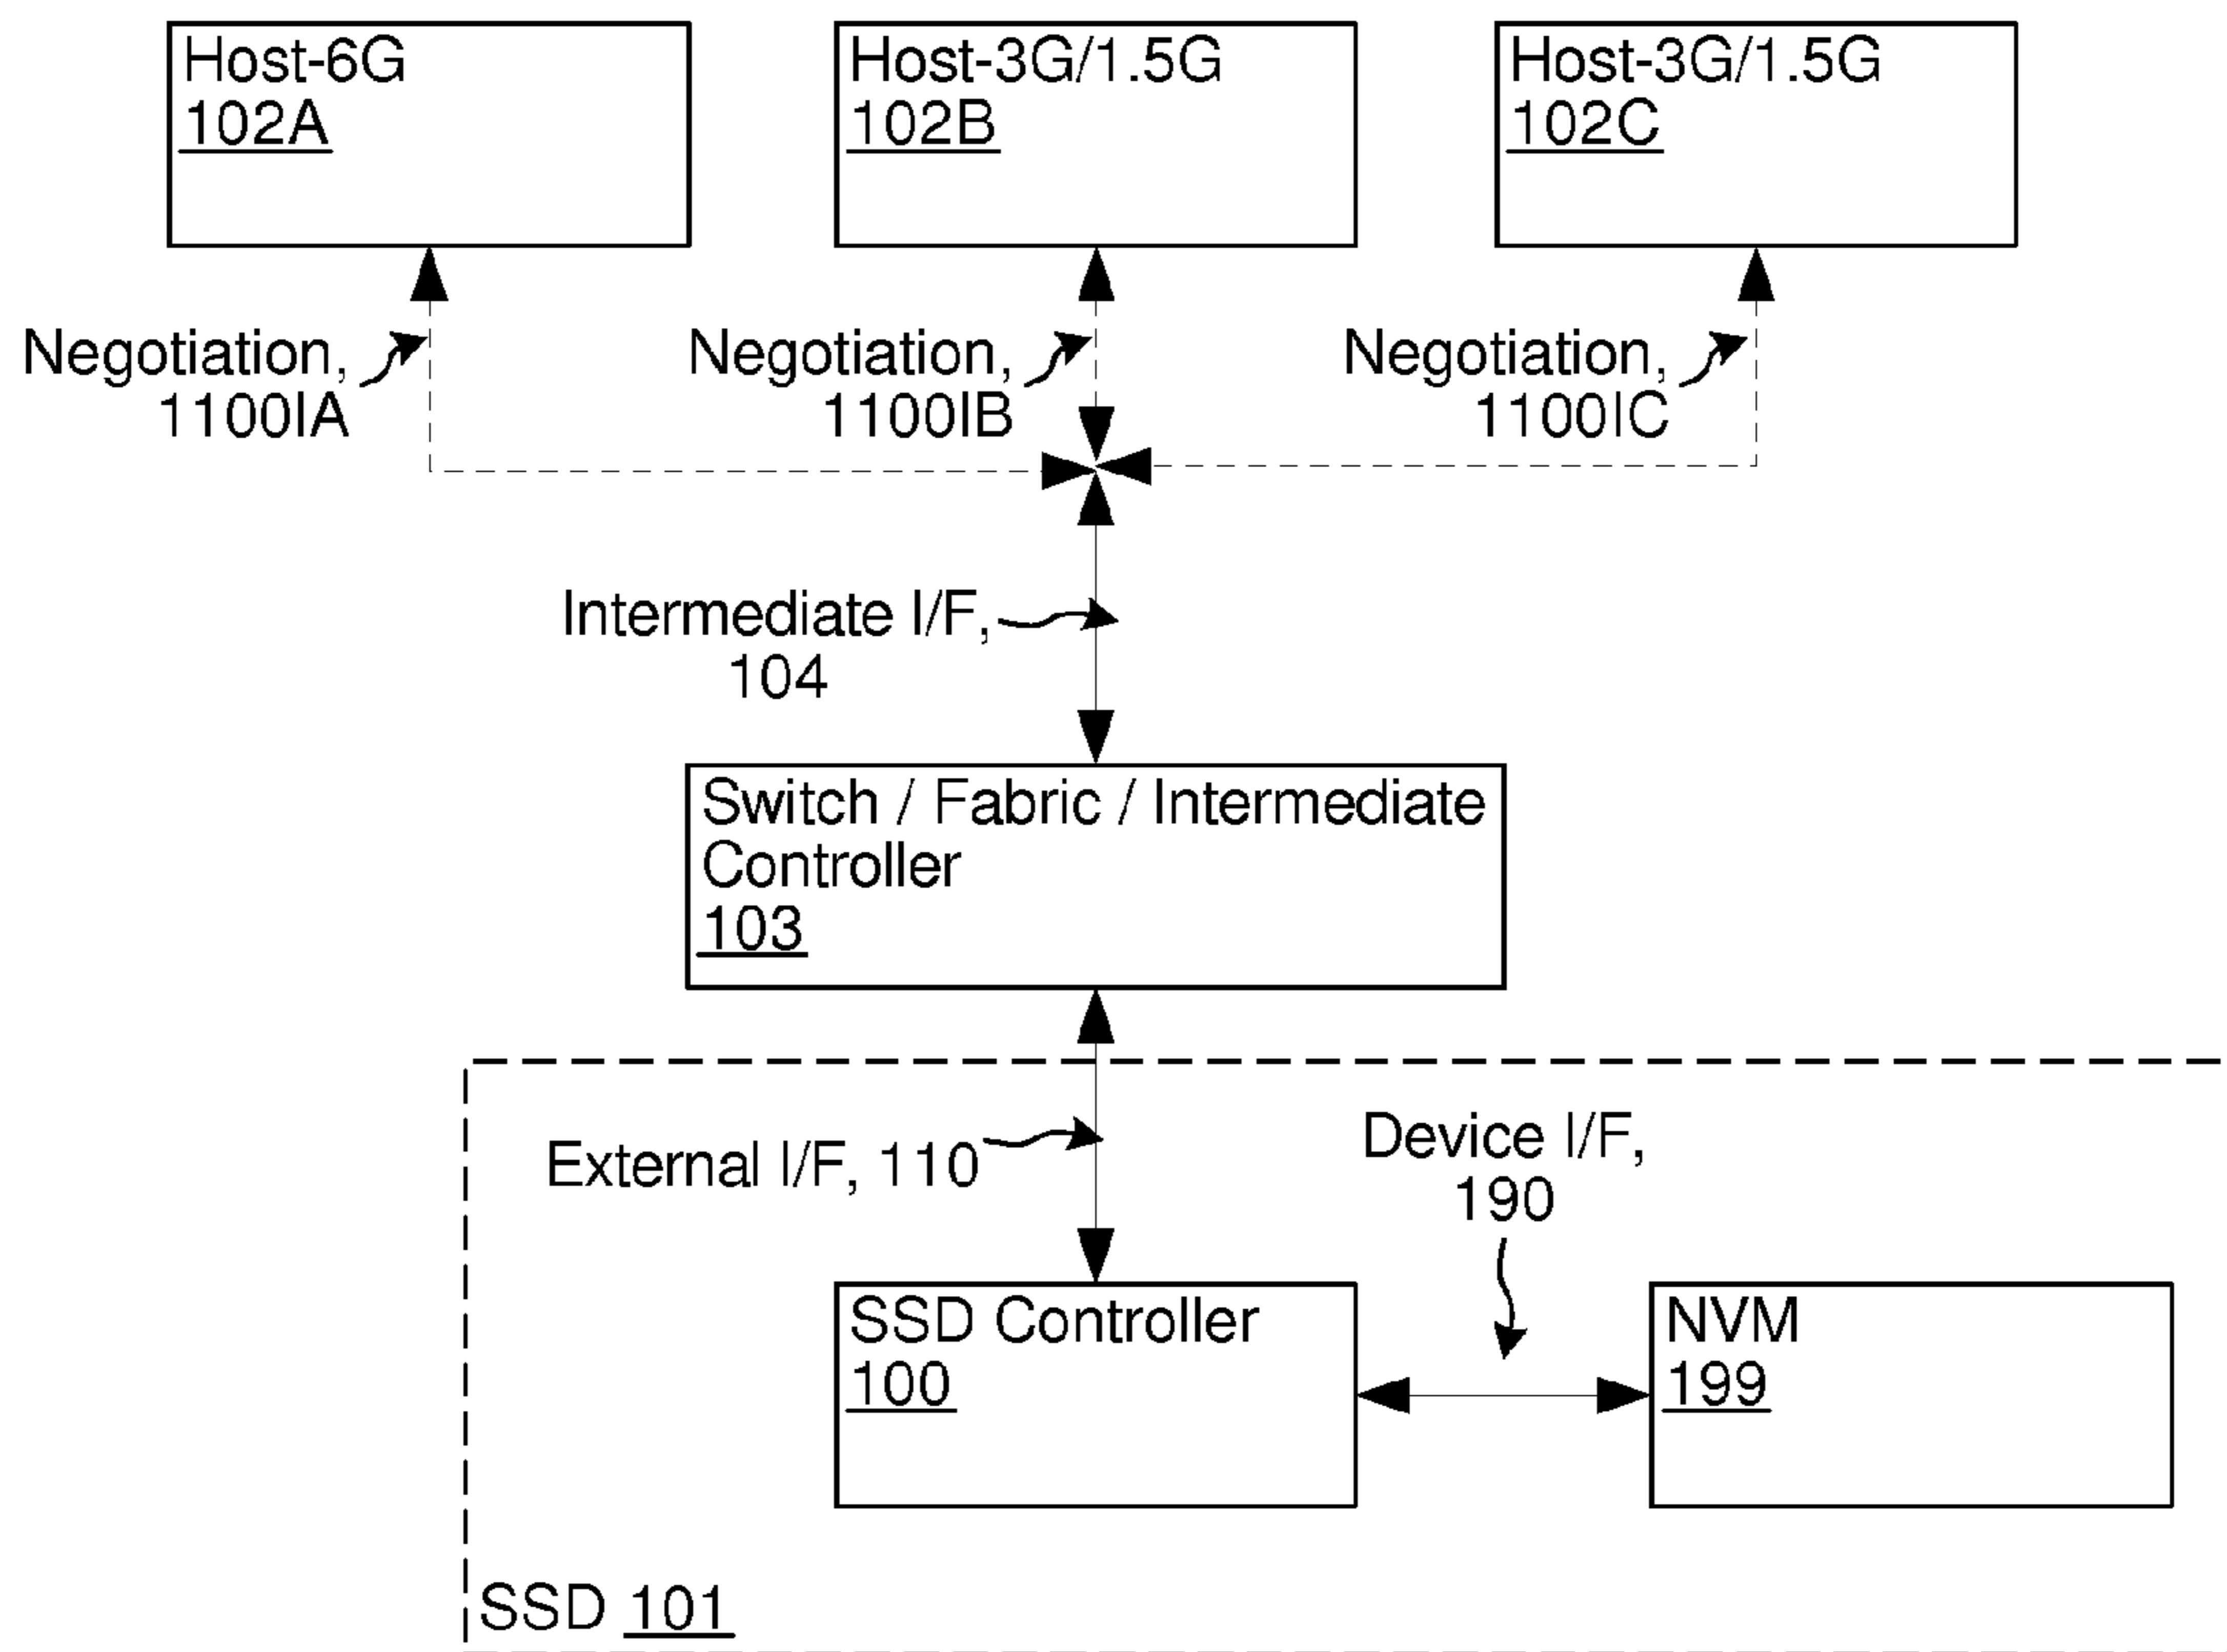 Host-6G
102A
Host-3G/1.5G
102B
Host-3G/1.5G
102C
Negotiation,
1100IA
Negotiation,
1100IB
Negotiation,
1100IC
Intermediate I/F,
104
Switch / Fabric / Intermediate
Controller
103
External I/F, 110
Device I/F,
190
SSD Controller
100
NVM
199
SSD 101